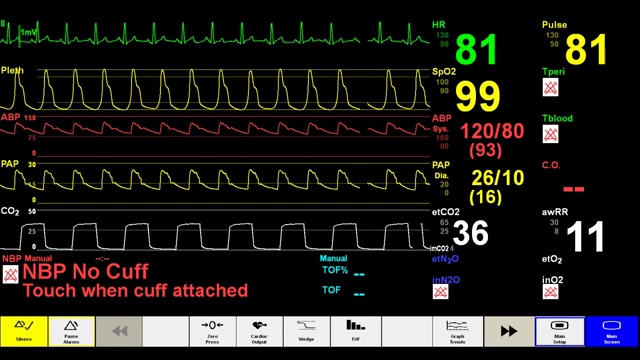 II
1mV
HR
130
50
81
Pulse
130
50
81
Pleth
SpO2
100
90
99
Tperi
ABP
150
75
0
ABP
Sys.
160
90
120/80
(93)
Tblood
PAP
30
15
0
PAP
Dia.
20
0
26/10
(16)
C.O.
--
CO2
50
25
0
etCO2
65
25
imCO2 4
36
awRR
30
8
11
NBP Manual --:--
NBP No Cuff
Touch when cuff attached
Manual
TOF% --
TOF --
etN2O
inN2O
etO2
inO2
Silence
Pause
Alarms
Zero
Press
Cardiac
Output
Wedge
TOF
Graph
Trends
Main
Setup
Main
Screen